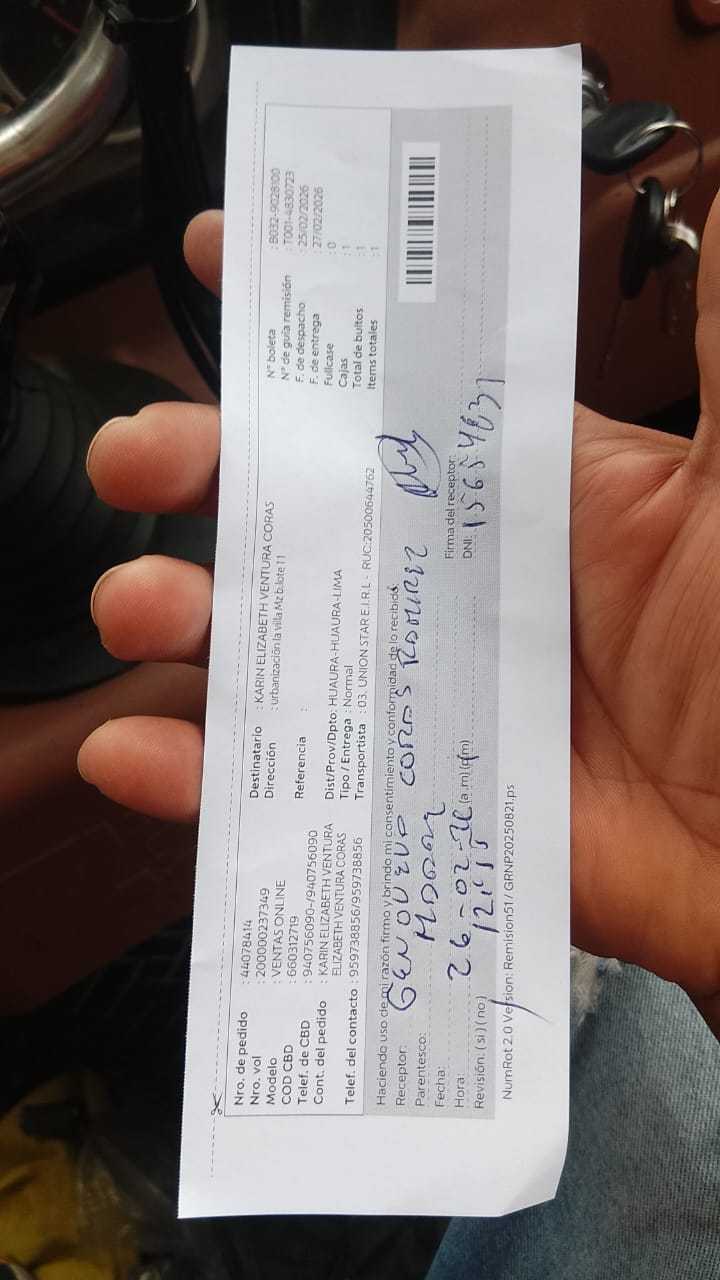 Nro. de pedido : 44078414
Nro. vol : 200000237349
Modelo : VENTAS ONLINE
COD CBD : 660312719
Telef. de CBD : 940756090-/940756090
Cont. del pedido : KARIN ELIZABETH VENTURA
ELIZABETH VENTURA CORAS
Telef. del contacto : 959738856/959738856
Destinatario : KARIN ELIZABETH VENTURA CORAS
Dirección : urbanización la villa Mz b lote 11
Referencia :
Dist/Prov/Dpto: HUAURA-HUAURA-LIMA
Tipo / Entrega : Normal
Transportista : 03. UNION STAR E.I.R.L - RUC:20500644762
N° boleta : B032-9028100
N° de guía remisión : T001-4830723
F. de despacho : 25/02/2026
F. de entrega : 27/02/2026
Fullcase : 0
Cajas : 1
Total de bultos : 1
Items totales : 1
Haciendo uso de mi razón firmo y brindo mi consentimiento y conformidad de lo recibido.
Receptor: GENOVEVA CORAS RAMIREZ
Parentesco: MADRE
Fecha: 26-02-26
Hora: 12:15 (a.m) (p.m)
Revisión: ( si ) ( no )
Firma del receptor:
DNI: 15654831
NumRot 2.0 Version: Remision51 / GRNP20250821.ps